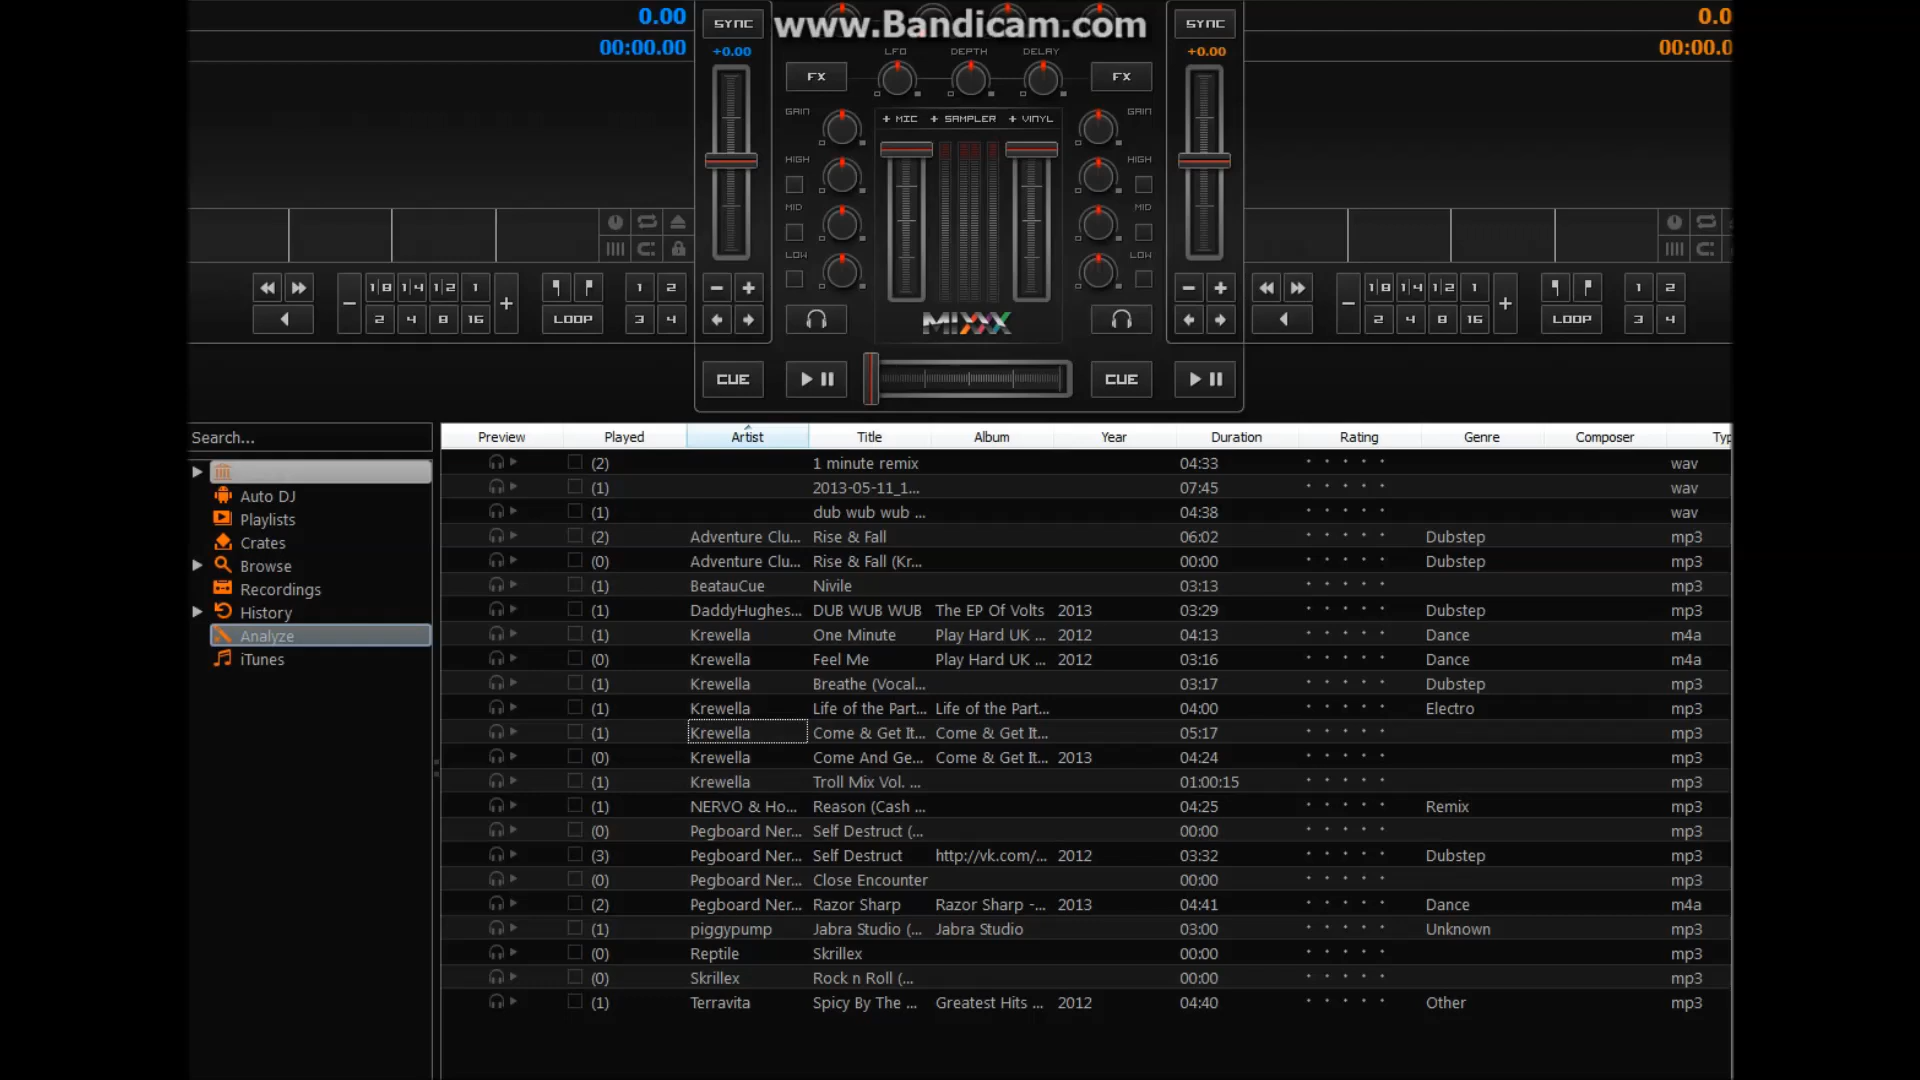 0.00 SYNC www.Bandicam.com SYNC 0.0
00:00.00 +0.00 LFO DEPTH DELAY +0.00 00:00.0
FX FX
GAIN + MIC + SAMPLER + VINYL GAIN
HIGH HIGH
MID MID
LOW LOW
1|8 1|4 1|2 1 1 2 1|8 1|4 1|2 1 1 2
2 4 8 16 LOOP 3 4 MIXXX 2 4 8 16 LOOP 3 4
CUE CUE
Search... Preview Played Artist Title Album Year Duration Rating Genre Composer Typ
(2) 1 minute remix 04:33 wav
Auto DJ (1) 2013-05-11_1... 07:45 wav
Playlists (1) dub wub wub ... 04:38 wav
Crates (2) Adventure Clu... Rise & Fall 06:02 Dubstep mp3
Browse (0) Adventure Clu... Rise & Fall (Kr... 00:00 Dubstep mp3
Recordings (1) BeatauCue Nivile 03:13 mp3
History (1) DaddyHughes... DUB WUB WUB The EP Of Volts 2013 03:29 Dubstep mp3
Analyze (1) Krewella One Minute Play Hard UK ... 2012 04:13 Dance m4a
iTunes (0) Krewella Feel Me Play Hard UK ... 2012 03:16 Dance m4a
(1) Krewella Breathe (Vocal... 03:17 Dubstep mp3
(1) Krewella Life of the Part... Life of the Part... 04:00 Electro mp3
(1) Krewella Come & Get It... Come & Get It... 05:17 mp3
(0) Krewella Come And Ge... Come & Get It... 2013 04:24 mp3
(1) Krewella Troll Mix Vol. ... 01:00:15 mp3
(1) NERVO & Ho... Reason (Cash ... 04:25 Remix mp3
(0) Pegboard Ner... Self Destruct (... 00:00 mp3
(3) Pegboard Ner... Self Destruct http://vk.com/... 2012 03:32 Dubstep mp3
(0) Pegboard Ner... Close Encounter 00:00 mp3
(2) Pegboard Ner... Razor Sharp Razor Sharp -... 2013 04:41 Dance m4a
(1) piggypump Jabra Studio (... Jabra Studio 03:00 Unknown mp3
(0) Reptile Skrillex 00:00 mp3
(0) Skrillex Rock n Roll (... 00:00 mp3
(1) Terravita Spicy By The ... Greatest Hits ... 2012 04:40 Other mp3